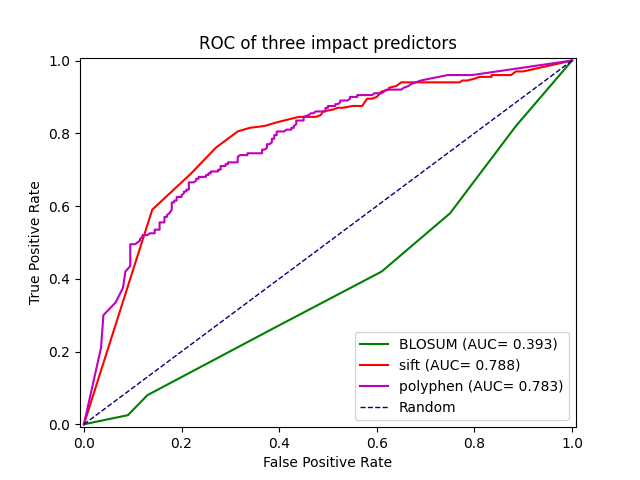 ROC of three impact predictors
1.0
0.8
0.6
0.4
0.2
0.0
True Positive Rate
BLOSUM (AUC= 0.393)
sift (AUC= 0.788)
polyphen (AUC= 0.783)
Random
0.0 0.2 0.4 0.6 0.8 1.0
False Positive Rate